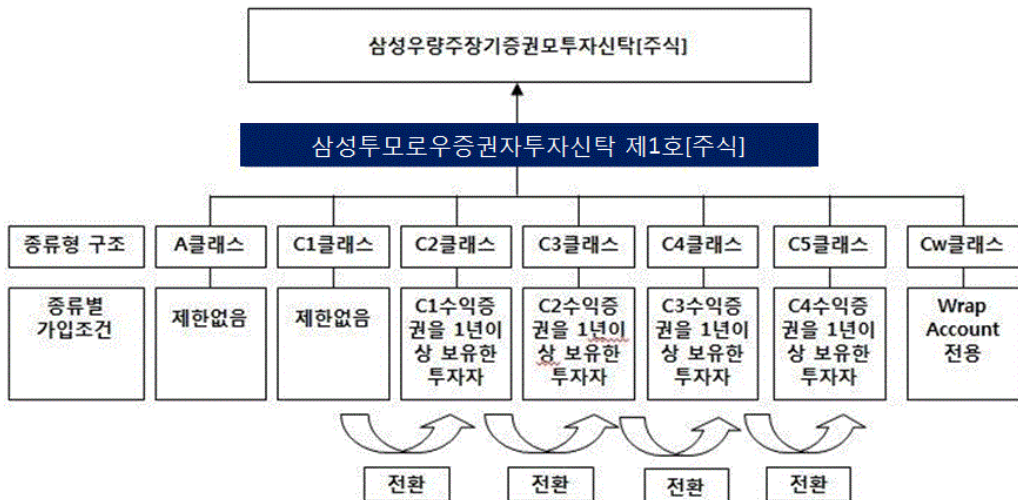 삼성우량주장기증권모투자신탁[주식]
삼성투모로우증권자투자신탁 제1호[주식]
종류형 구조
A클래스
C1클래스
C2클래스
C3클래스
C4클래스
C5클래스
Cw클래스
종류별
가입조건
제한없음
제한없음
C1수익증
권을 1년이
상 보유한
투자자
C2수익증
권을 1년이
상 보유한
투자자
C3수익증
권을 1년이
상 보유한
투자자
C4수익증
권을 1년이
상 보유한
투자자
Wrap
Account
전용
전환
전환
전환
전환